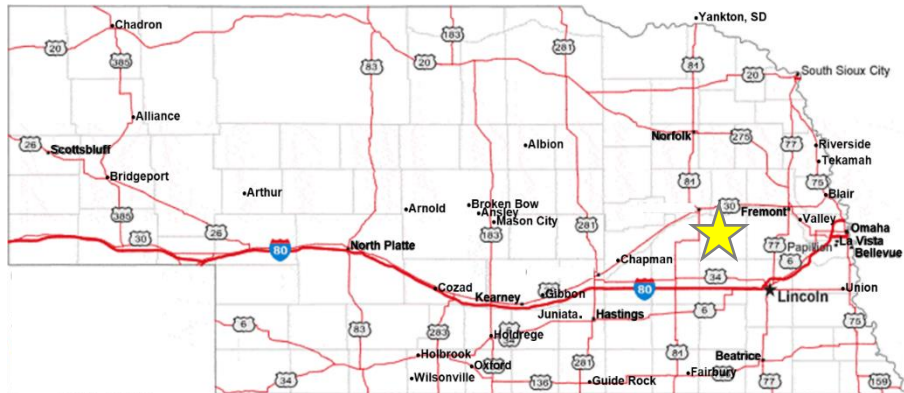 Yankton, SD
Chadron
183
281
20
385
83
20
81
20
South Sioux City
Alliance
Norfolk
275
77
26
Scottsbluff
Albion
Riverside
Tekamah
Bridgeport
81
75
Blair
Arthur
Broken Bow
30
Fremont
385
Arnold
Ansley
Valley
Mason City
Omaha
30
26
183
281
77
Papillion
La Vista
80
North Platte
6
Bellevue
Chapman
34
Cozad
Gibbon
80
Lincoln
Union
Kearney
Juniata
Hastings
6
75
6
83
283
Holdrege
34
Holbrook
281
81
Beatrice
34
Wilsonville
Oxford
136
Guide Rock
Fairbury
77
159